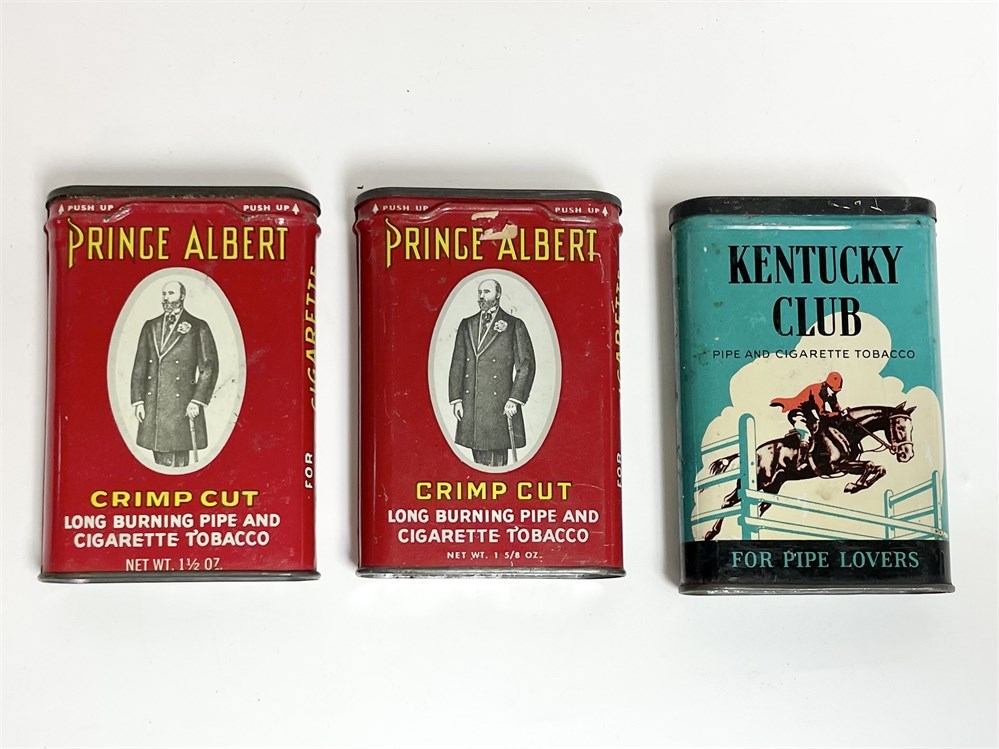 PUSH UP PUSH UP
PRINCE ALBERT
CRIMP CUT
LONG BURNING PIPE AND
CIGARETTE TOBACCO
NET WT. 1½ OZ.
FOR CIGARETTE
PUSH UP PUSH UP
PRINCE ALBERT
CRIMP CUT
LONG BURNING PIPE AND
CIGARETTE TOBACCO
NET WT. 1 5/8 OZ.
FOR CIGARETTE
KENTUCKY
CLUB
PIPE AND CIGARETTE TOBACCO
FOR PIPE LOVERS